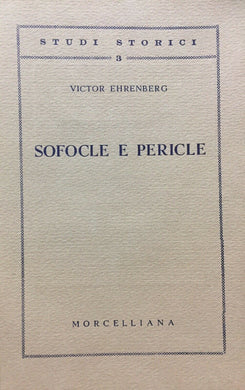 STUDI STORICI
3
VICTOR EHRENBERG
SOFOCLE E PERICLE
MORCELLIANA